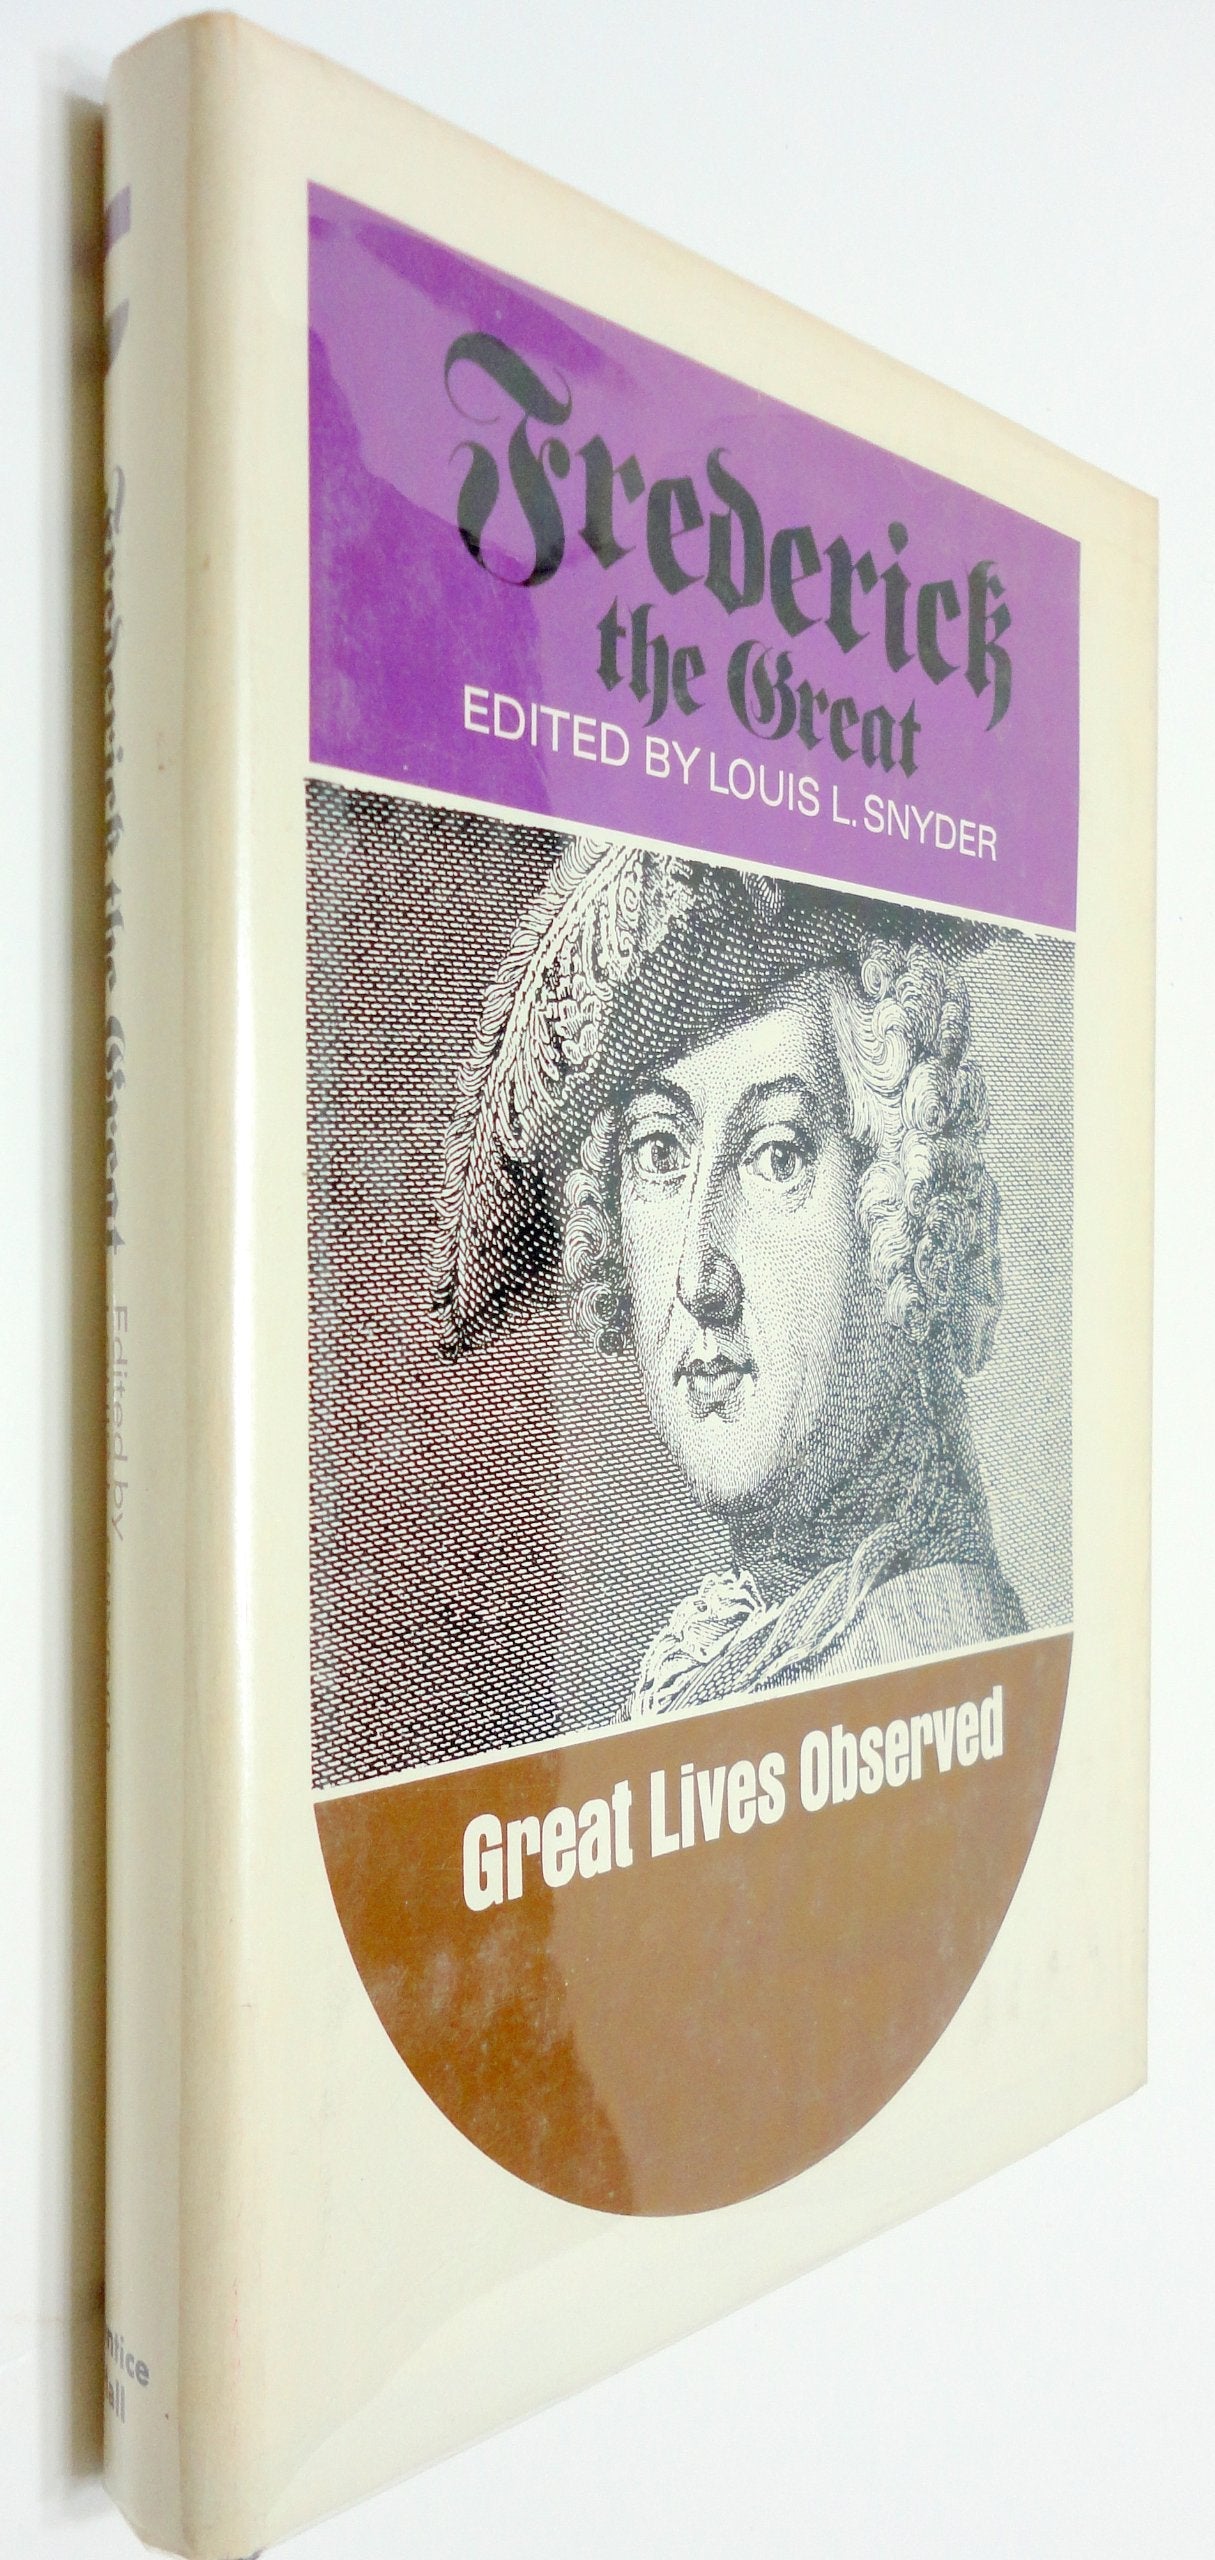 Frederick
the Great
EDITED BY LOUIS L. SNYDER
Great Lives Observed
Frederick the Great Edited by
ntice
all